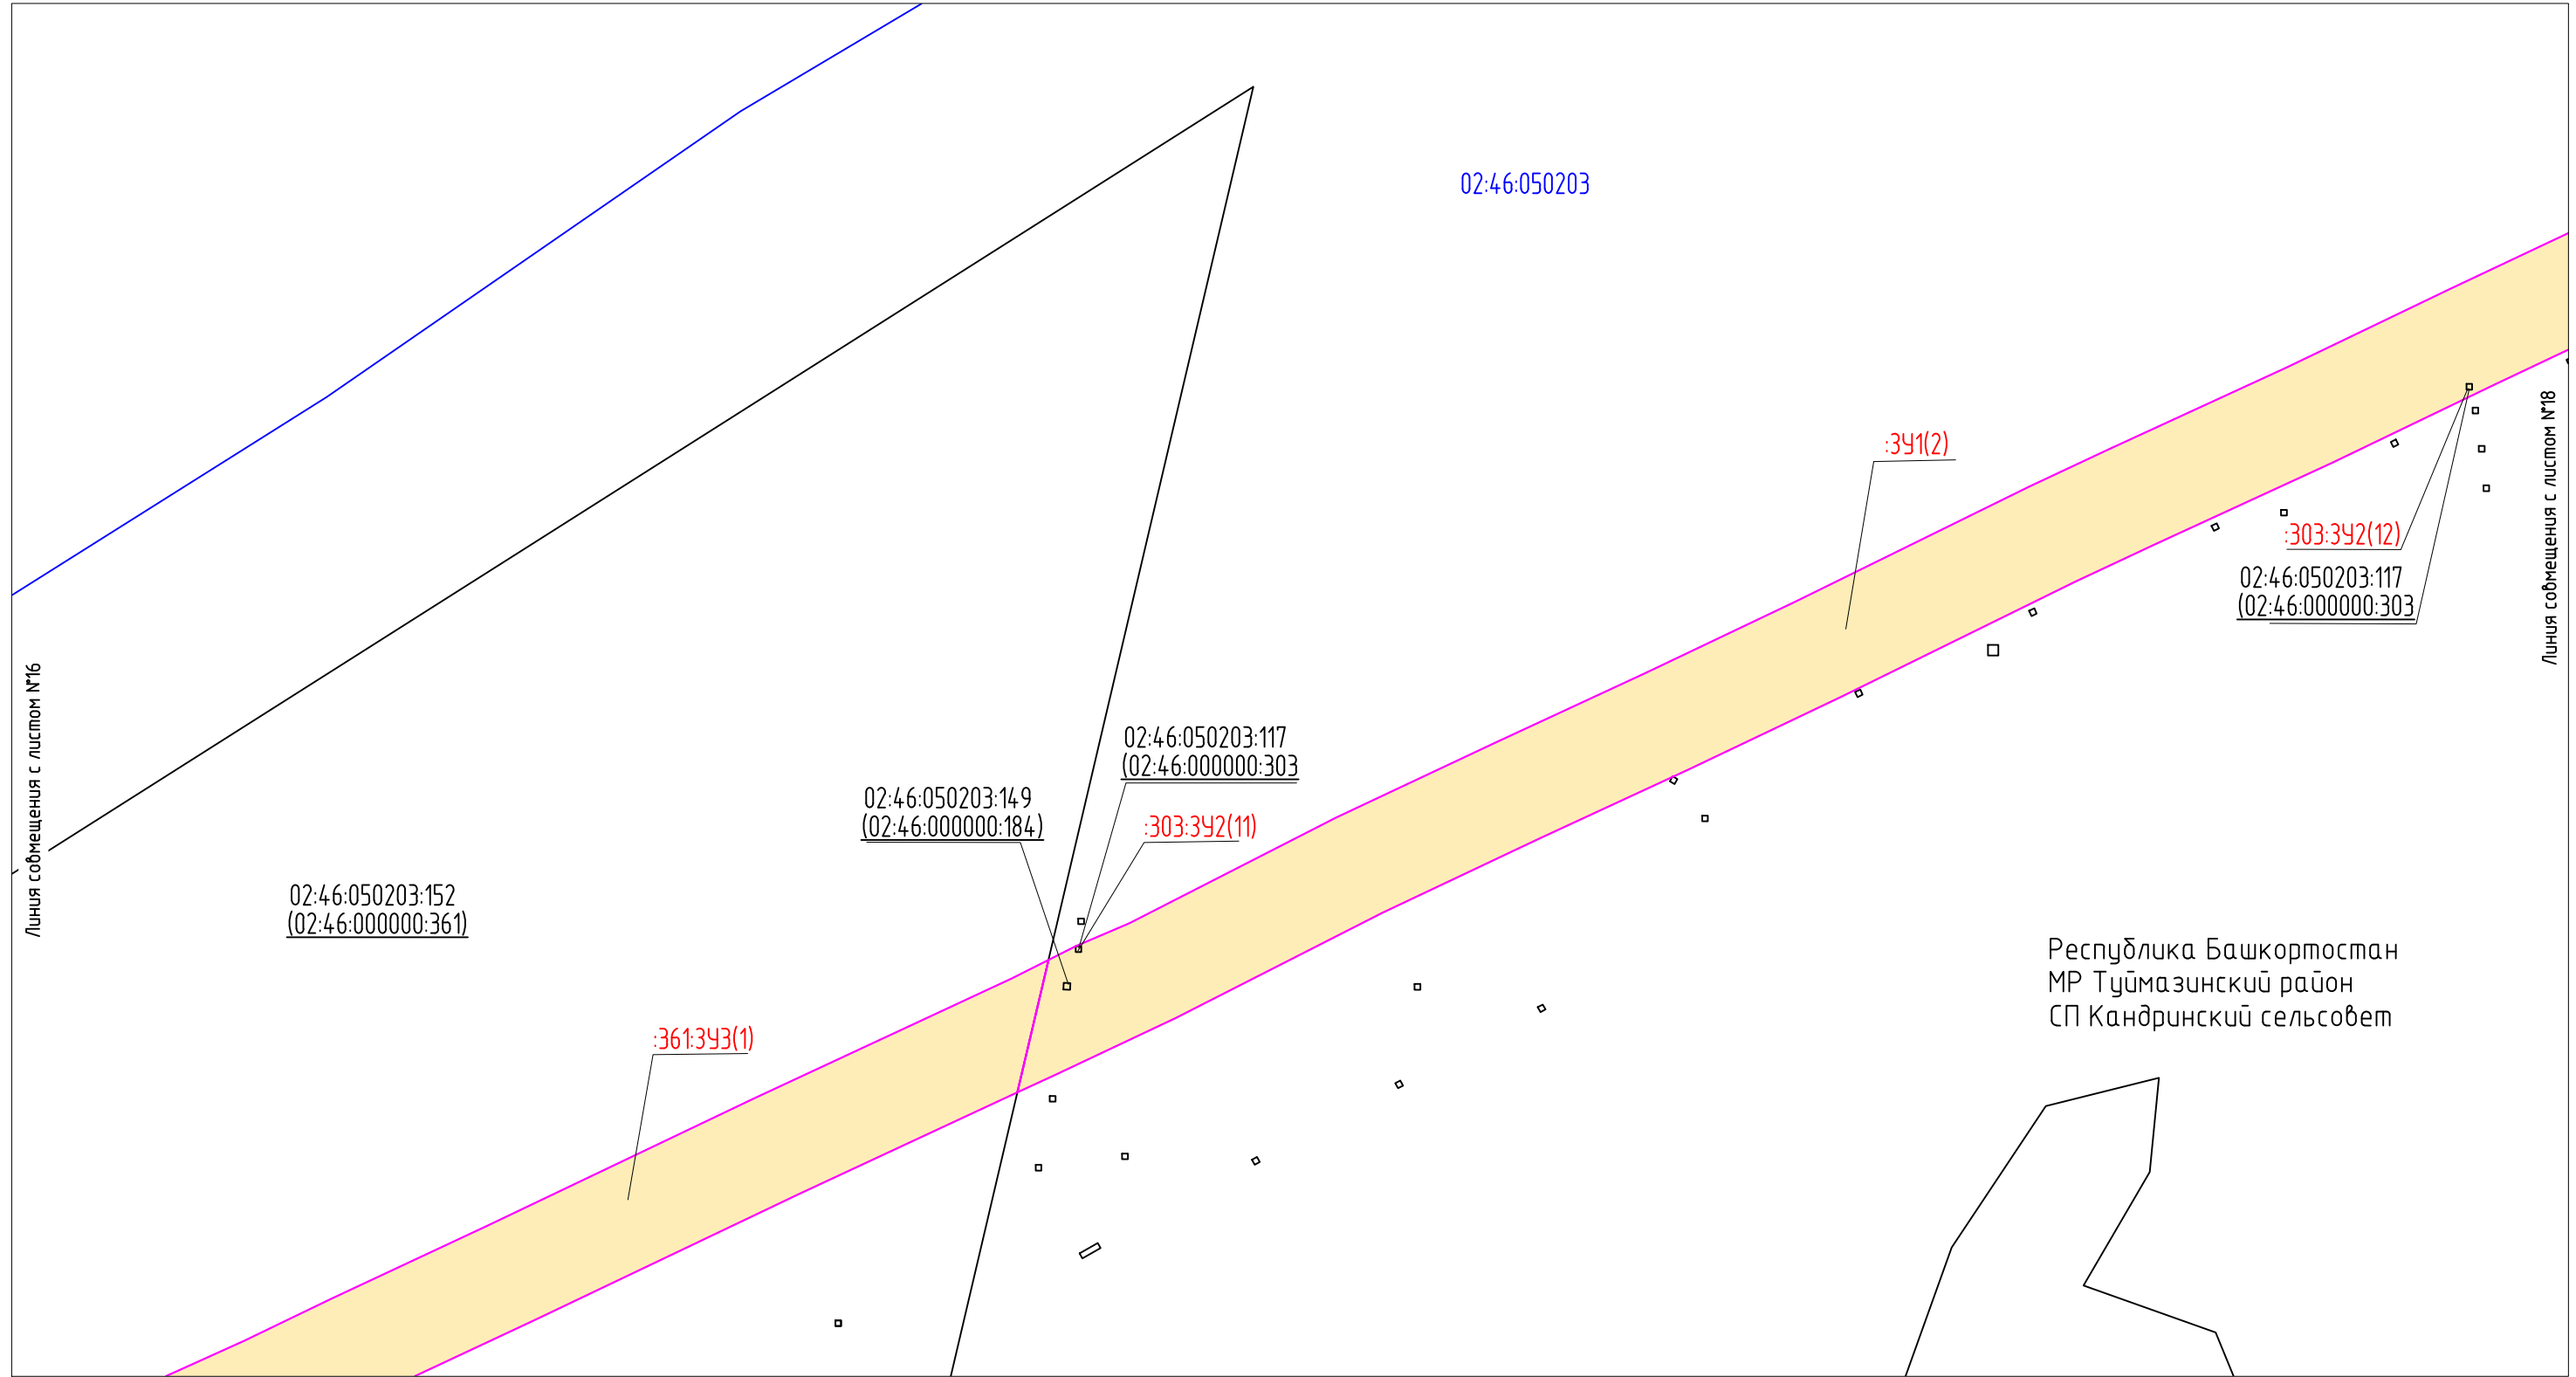 02:46:050203
:ЗУ1(2)
:303:ЗУ2(12)
02:46:050203:117
(02:46:000000:303
Линия совмещения с листом №18
Линия совмещения с листом №16
02:46:050203:117
(02:46:000000:303
02:46:050203:149
(02:46:000000:184)
:303:ЗУ2(11)
02:46:050203:152
(02:46:000000:361)
:361:ЗУ3(1)
Республика Башкортостан
МР Туймазинский район
СП Кандринский сельсовет